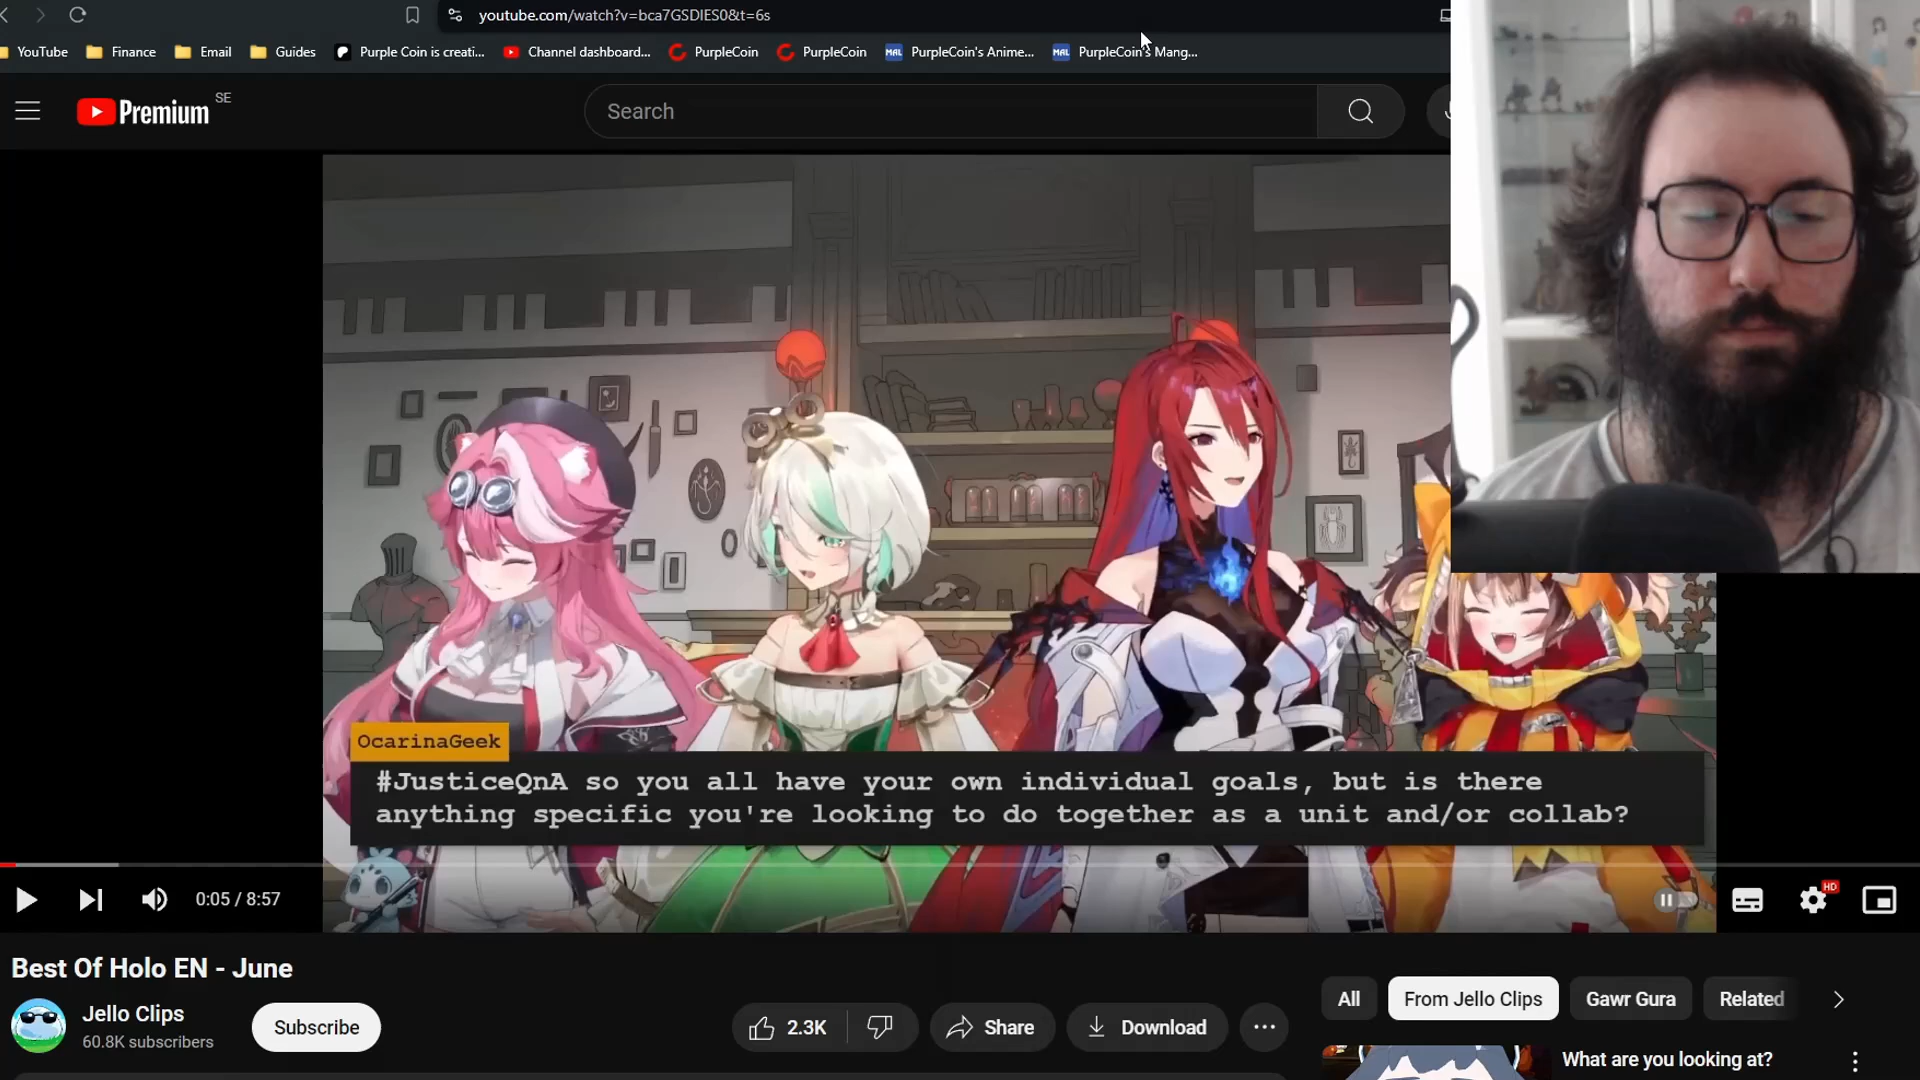 youtube.com/watch?v=bca7GSDIES0&t=6s
YouTube
Finance
Email
Guides
Purple Coin is creati...
Channel dashboard...
PurpleCoin
PurpleCoin
MAL
PurpleCoin's Anime...
MAL
PurpleCoin's Mang...
Premium
SE
Search
OcarinaGeek
#JusticeQnA so you all have your own individual goals, but is there
anything specific you're looking to do together as a unit and/or collab?
0:05 / 8:57
HD
Best Of Holo EN - June
Jello Clips
60.8K subscribers
Subscribe
2.3K
Share
Download
All
From Jello Clips
Gawr Gura
Related
What are you looking at?